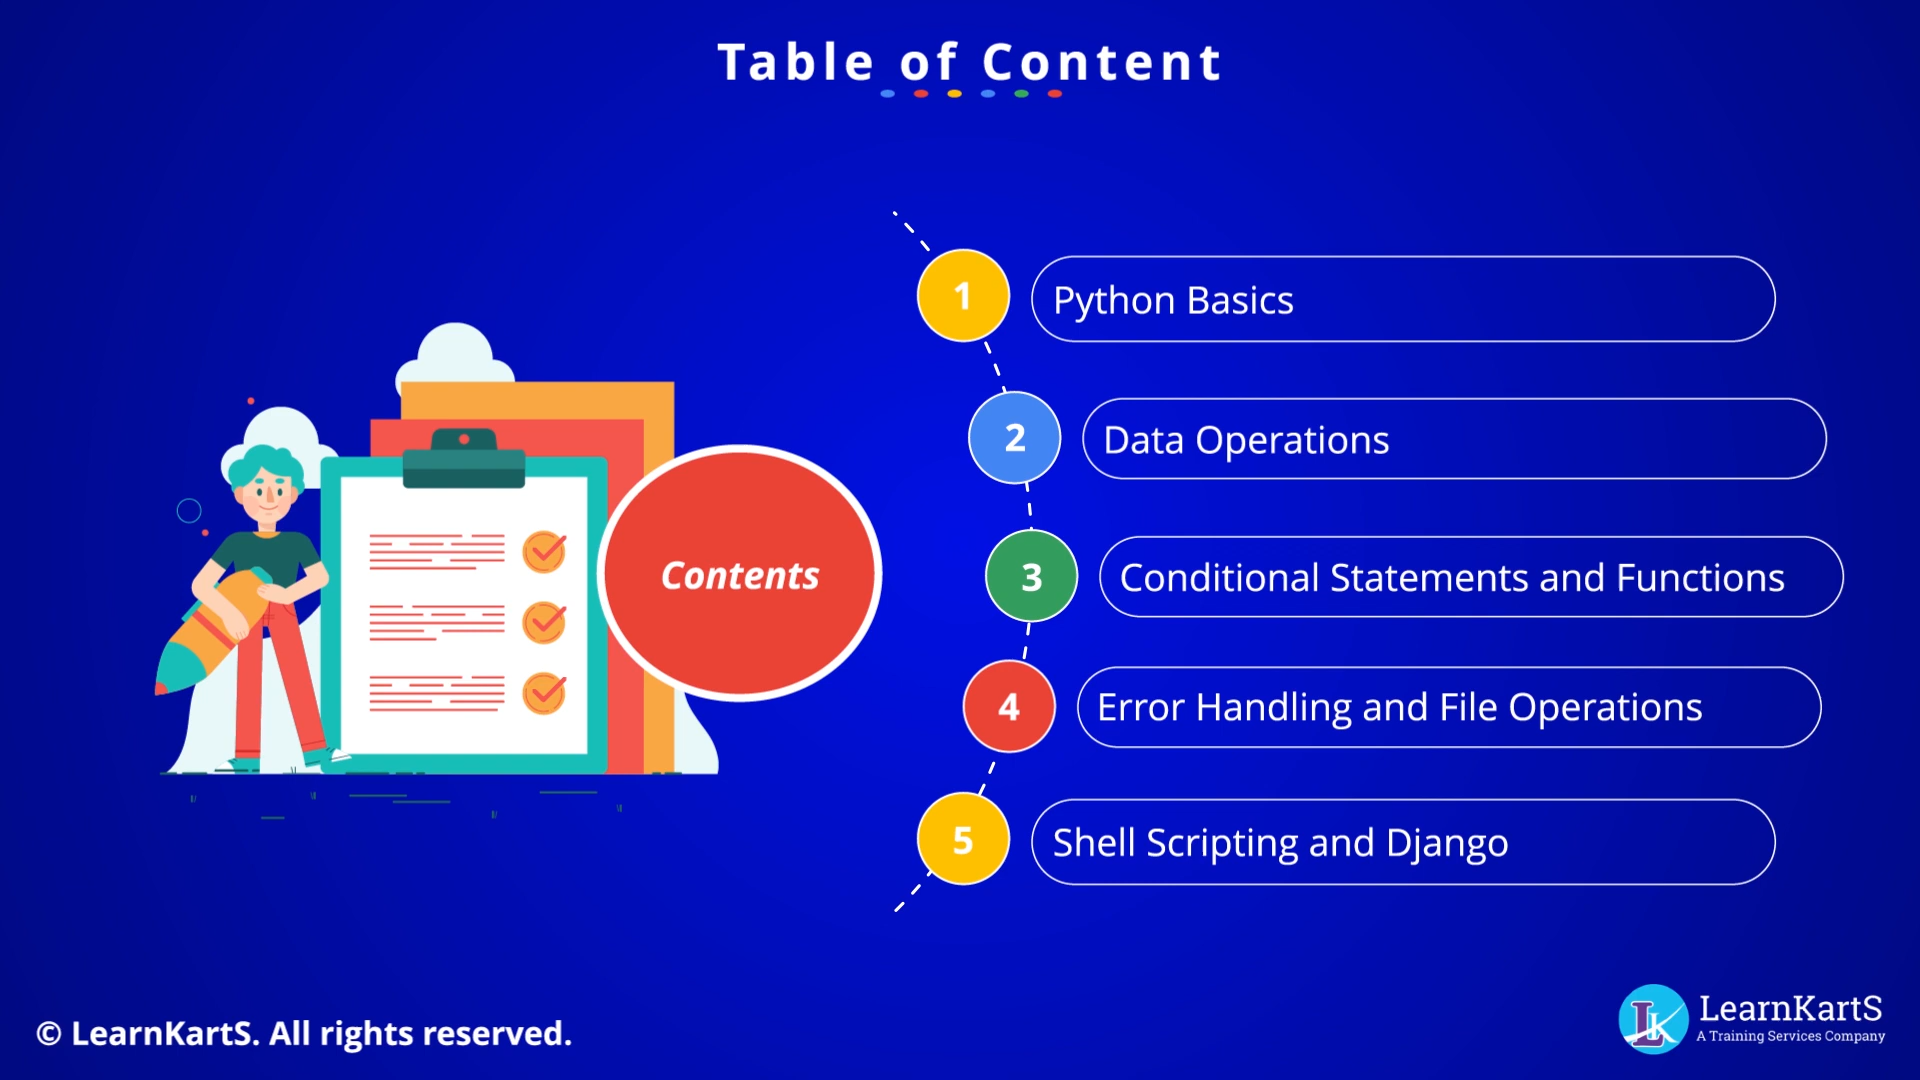 Table of Content
Contents
1
Python Basics
2
Data Operations
3
Conditional Statements and Functions
4
Error Handling and File Operations
5
Shell Scripting and Django
© LearnKartS. All rights reserved.
LK
LearnKartS
A Training Services Company